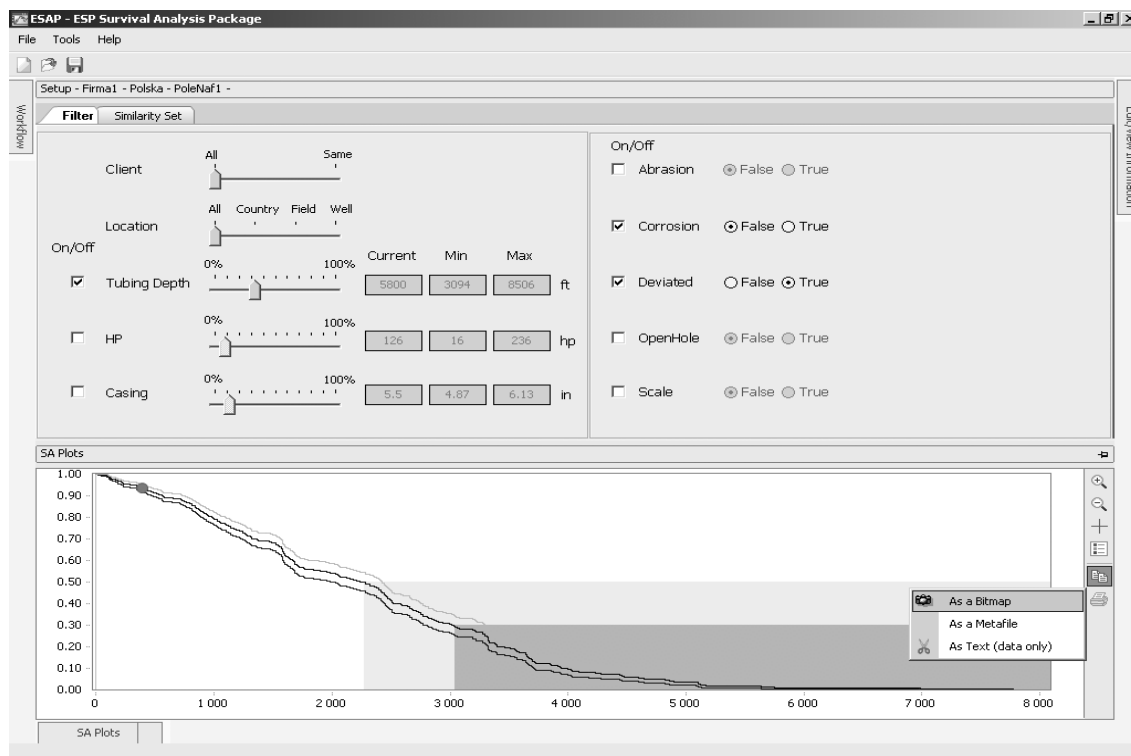 ESAP - ESP Survival Analysis Package
File Tools Help
Setup - Firma1 - Polska - PoleNaf1 -
Workflow
Edit/View Information
Filter Similarity Set
Client All Same
Location All Country Field Well
On/Off
Current Min Max
Tubing Depth 0% 100% 5800 3094 8506 ft
HP 0% 100% 126 16 236 hp
Casing 0% 100% 5.5 4.87 6.13 in
On/Off
Abrasion False True
Corrosion False True
Deviated False True
OpenHole False True
Scale False True
SA Plots
1.00
0.90
0.80
0.70
0.60
0.50
0.40
0.30
0.20
0.10
0.00
0 1 000 2 000 3 000 4 000 5 000 6 000 7 000 8 000
As a Bitmap
As a Metafile
As Text (data only)
SA Plots